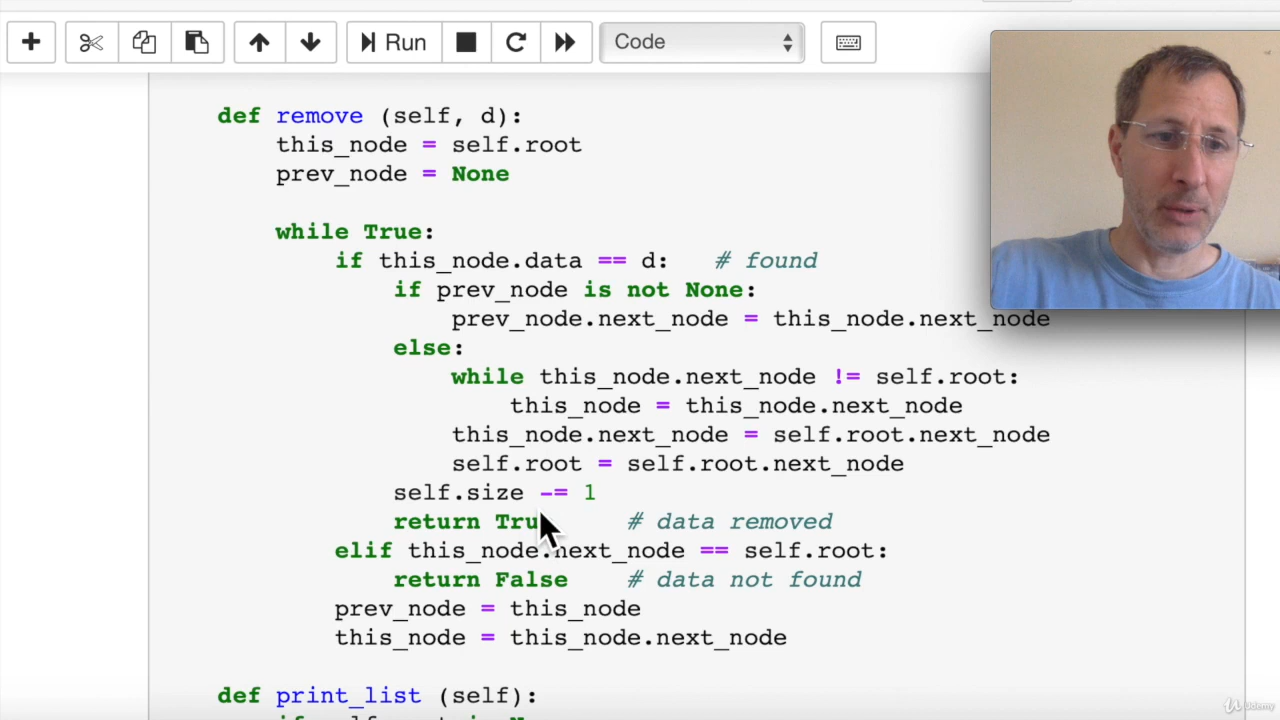 Run
Code
def remove (self, d):
    this_node = self.root
    prev_node = None
    while True:
        if this_node.data == d:   # found
            if prev_node is not None:
                prev_node.next_node = this_node.next_node
            else:
                while this_node.next_node != self.root:
                    this_node = this_node.next_node
                this_node.next_node = self.root.next_node
                self.root = self.root.next_node
            self.size -= 1
            return Tru     # data removed
        elif this_node.next_node == self.root:
            return False    # data not found
        prev_node = this_node
        this_node = this_node.next_node
def print_list (self):
Udemy